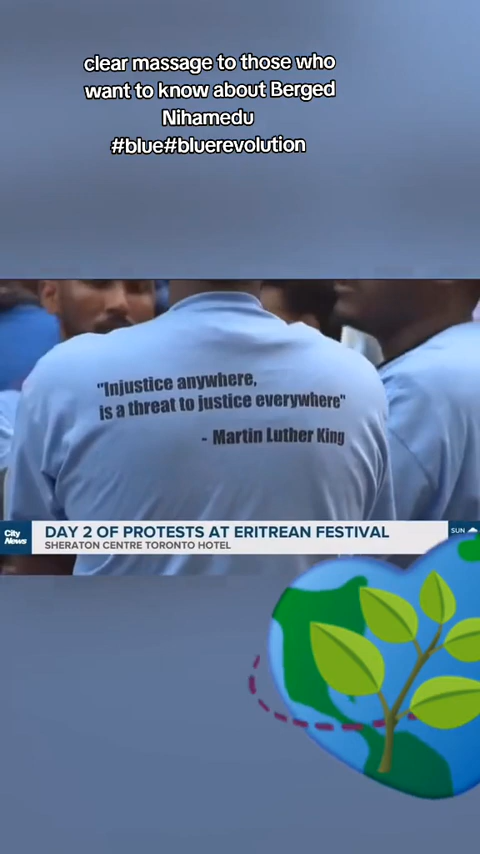 clear massage to those who
want to know about Berged
Nihamedu
#blue#bluerevolution
"Injustice anywhere,
is a threat to justice everywhere"
- Martin Luther King
City
News
DAY 2 OF PROTESTS AT ERITREAN FESTIVAL
SUN
SHERATON CENTRE TORONTO HOTEL